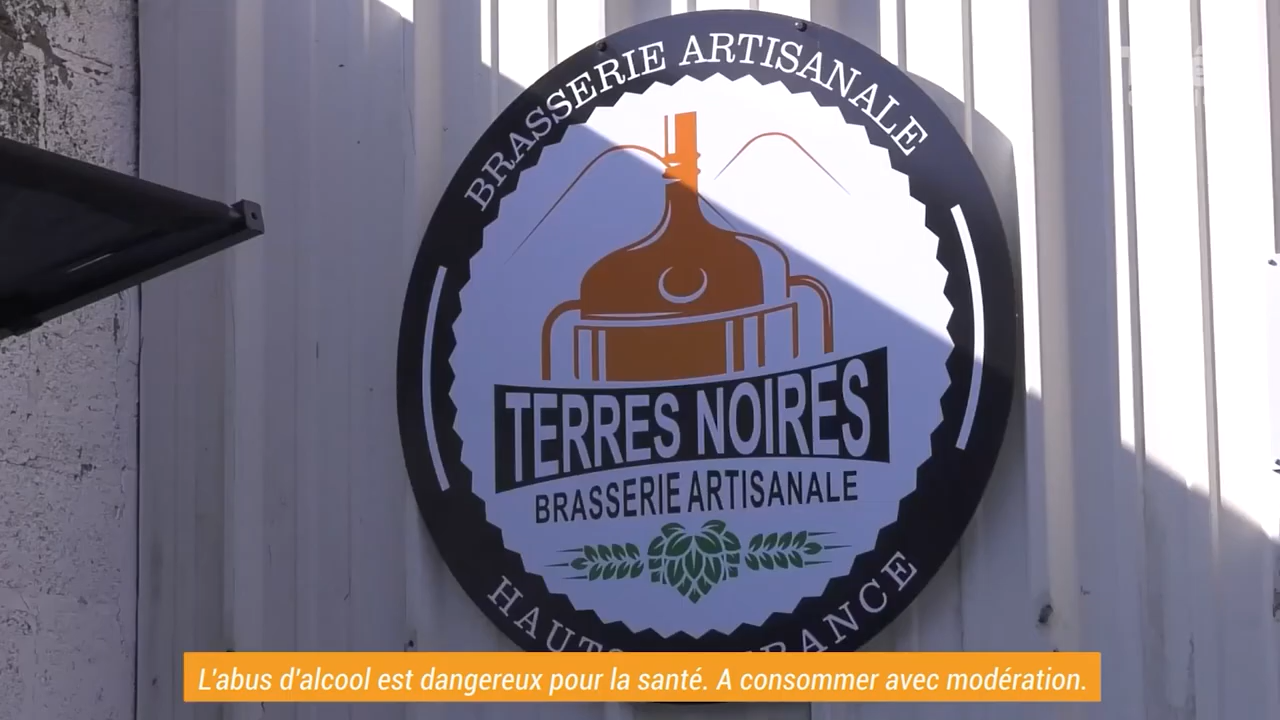 BRASSERIE ARTISANALE
TERRES NOIRES
BRASSERIE ARTISANALE
L'abus d'alcool est dangereux pour la santé. A consommer avec modération.